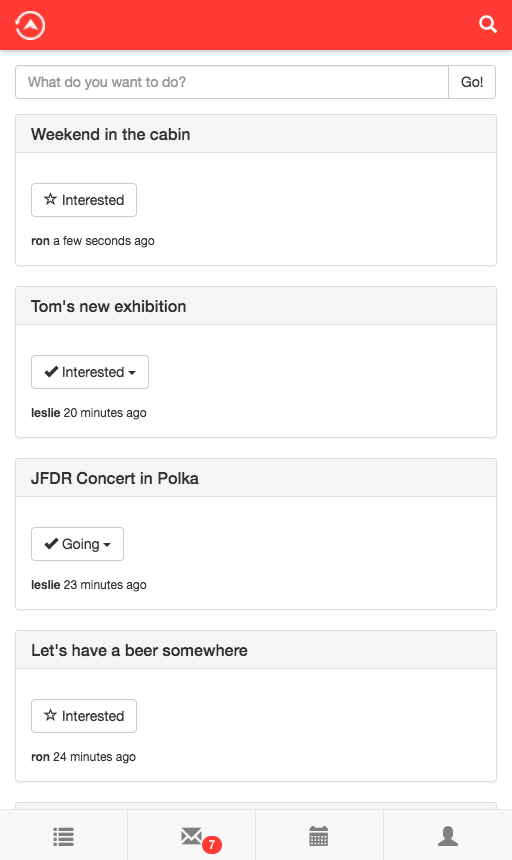 What do you want to do? Go!
Weekend in the cabin
Interested
ron a few seconds ago
Tom's new exhibition
Interested
leslie 20 minutes ago
JFDR Concert in Polka
Going
leslie 23 minutes ago
Let's have a beer somewhere
Interested
ron 24 minutes ago
7